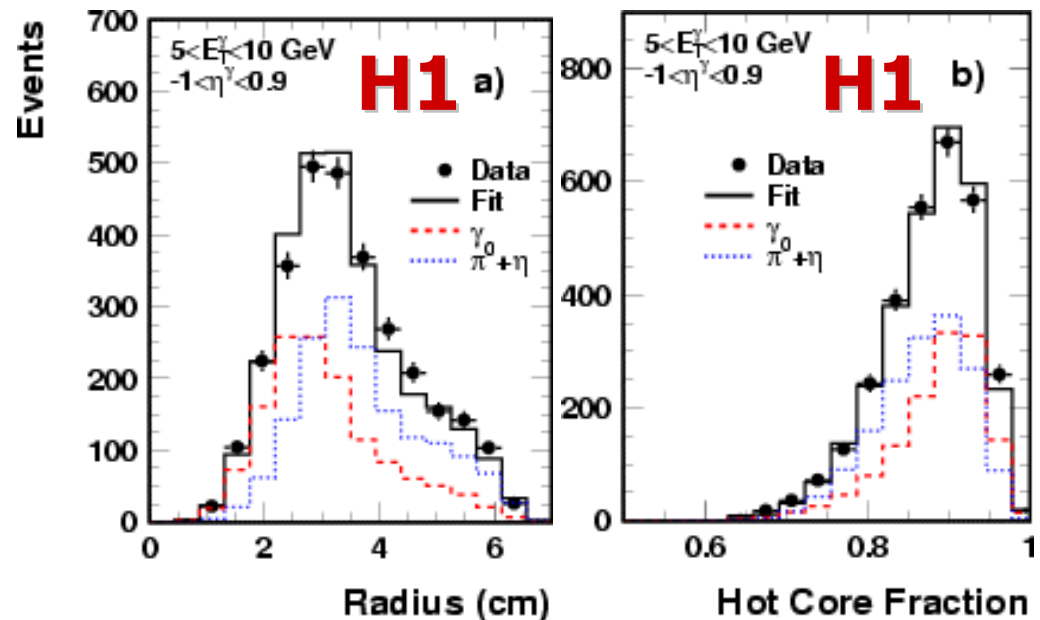 Events
700
600
500
400
300
200
100
0
0 2 4 6
Radius (cm)
5<E_T^γ<10 GeV
-1<η^γ<0.9
H1 a)
Data
Fit
γ
π⁰+η
800
600
400
200
0
0.6 0.8 1
Hot Core Fraction
5<E_T^γ<10 GeV
-1<η^γ<0.9
H1 b)
Data
Fit
γ
π⁰+η